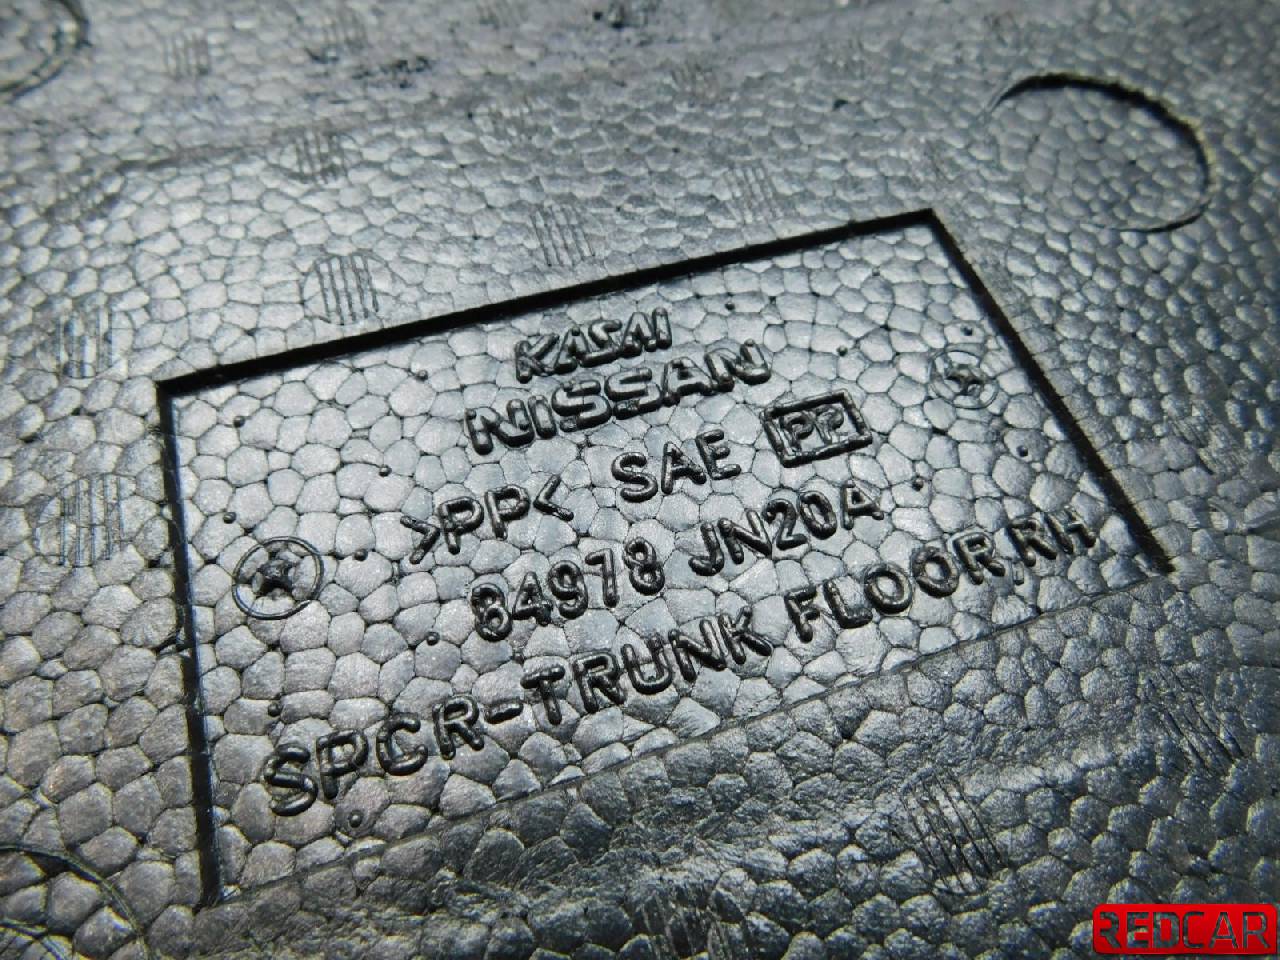 KASAI
NISSAN
>PP< SAE PP
84978 JN20A
SPCR-TRUNK FLOOR,RH
REDCAR